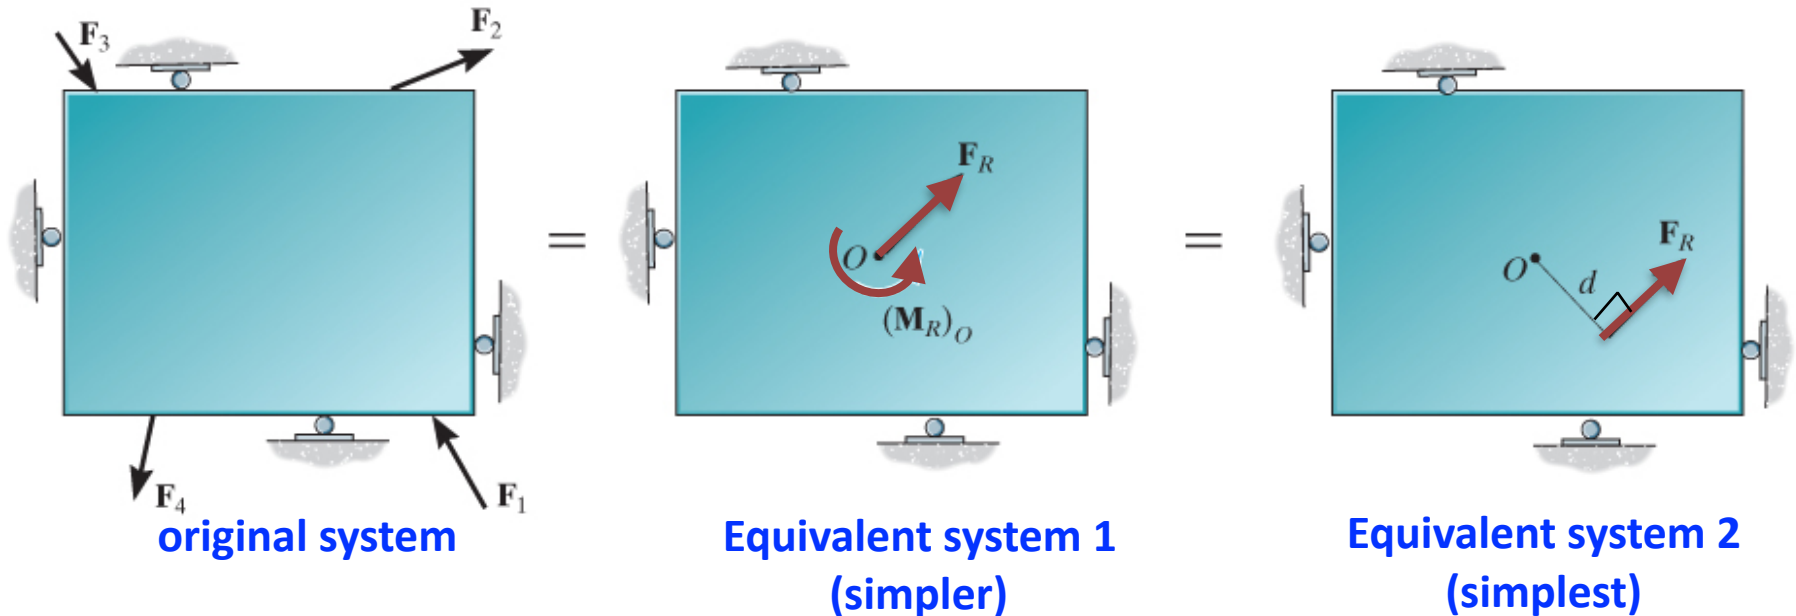 F3
F2
F4
F1
original system
=
FR
O
(MR)O
Equivalent system 1
(simpler)
=
FR
O
d
Equivalent system 2
(simplest)